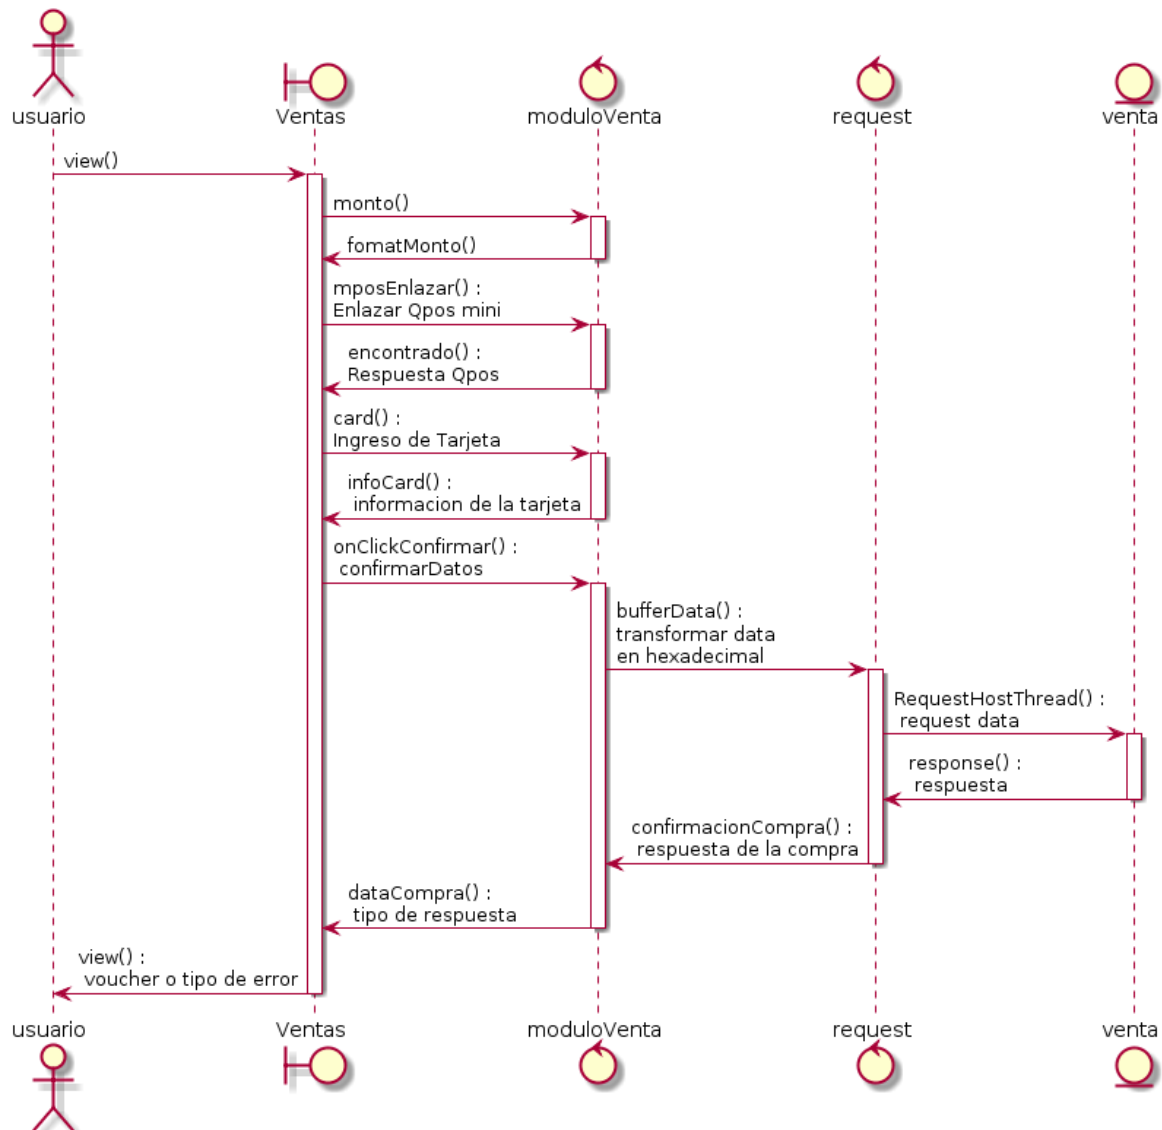 usuario
Ventas
moduloVenta
request
venta
view()
monto()
fomatMonto()
mposEnlazar() :
Enlazar Qpos mini
encontrado() :
Respuesta Qpos
card() :
Ingreso de Tarjeta
infoCard() :
informacion de la tarjeta
onClickConfirmar() :
confirmarDatos
bufferData() :
transformar data
en hexadecimal
RequestHostThread() :
request data
response() :
respuesta
confirmacionCompra() :
respuesta de la compra
dataCompra() :
tipo de respuesta
view() :
voucher o tipo de error
usuario
Ventas
moduloVenta
request
venta